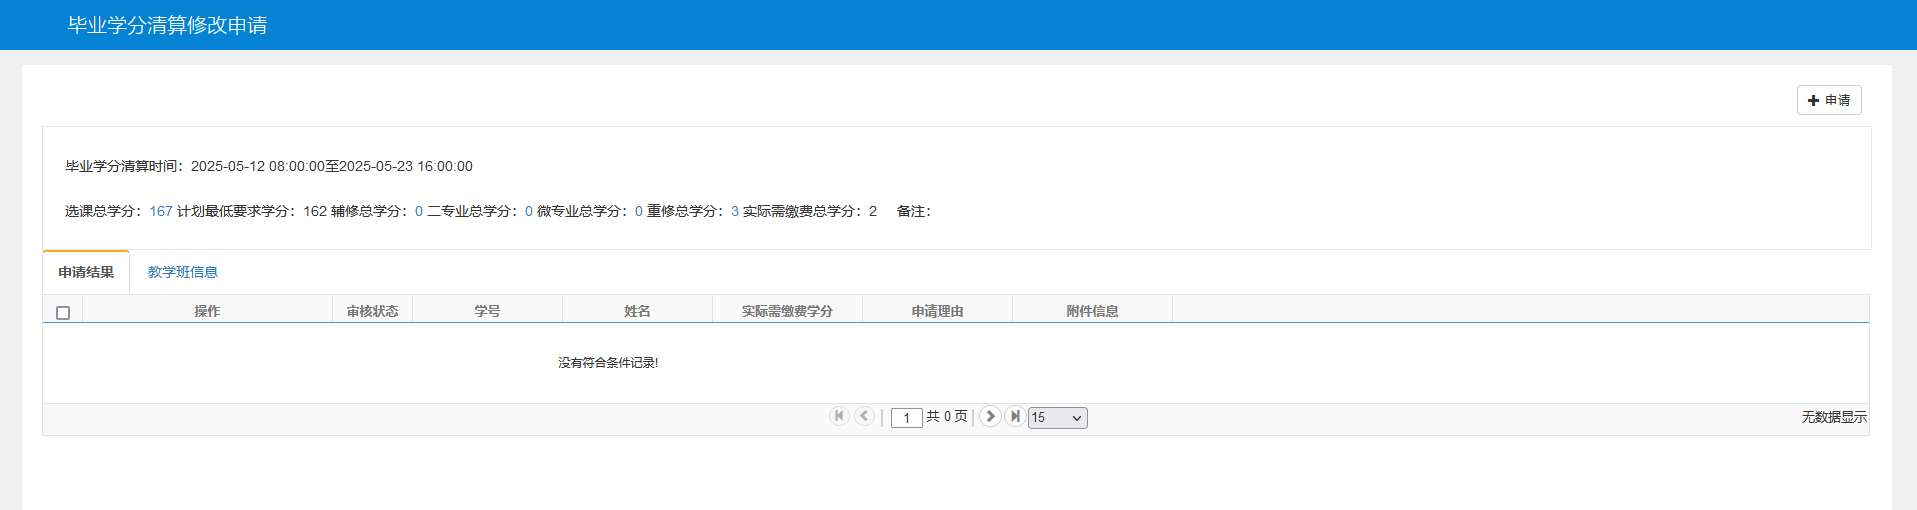 毕业学分清算修改申请
申请
毕业学分清算时间：2025-05-12 08:00:00至2025-05-23 16:00:00
选课总学分：167 计划最低要求学分：162 辅修总学分：0 二专业总学分：0 微专业总学分：0 重修总学分：3 实际需缴费总学分：2 备注：
申请结果 教学班信息
操作 审核状态 学号 姓名 实际需缴费学分 申请理由 附件信息
没有符合条件记录!
1 共 0 页 15 无数据显示